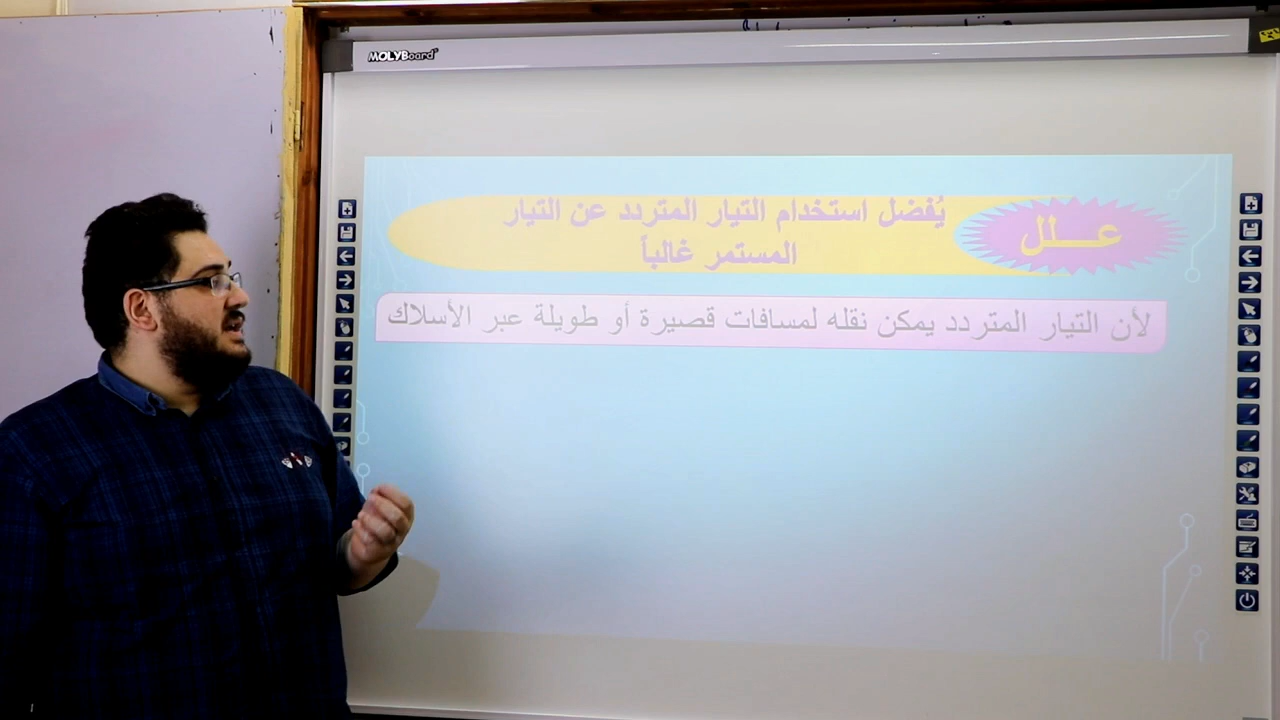 MOLYBoard
علل
يُفضل استخدام التيار المتردد عن التيار
المستمر غالباً
لأن التيار المتردد يمكن نقله لمسافات قصيرة أو طويلة عبر الأسلاك